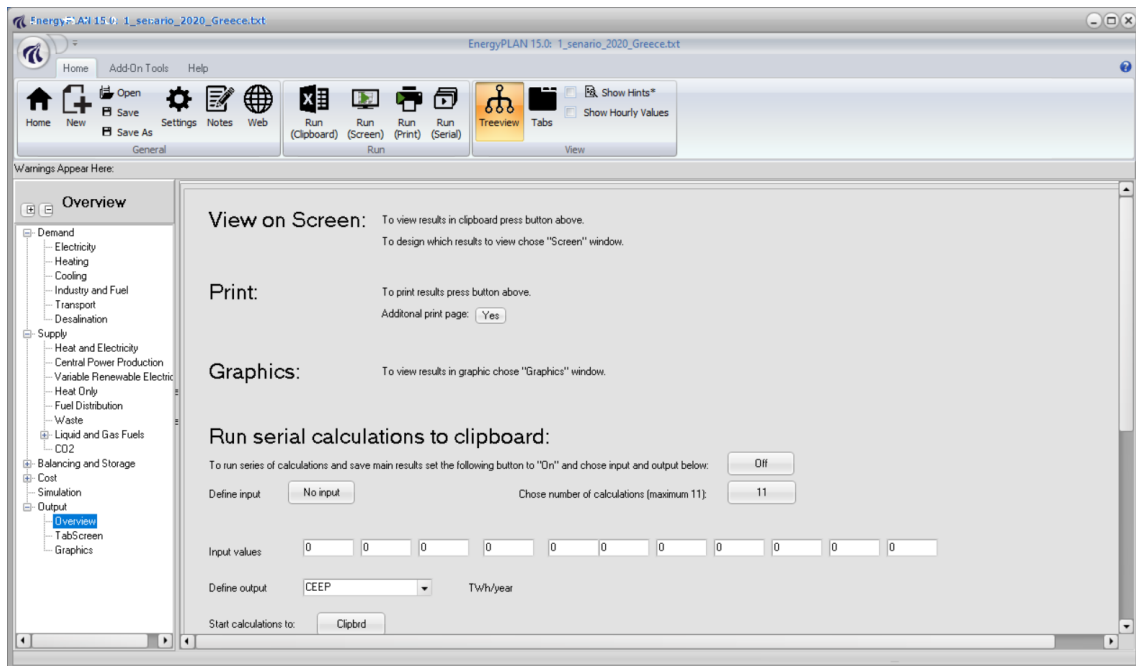 EnergyPLAN 15.0: 1_senario_2020_Greece.txt
EnergyPLAN 15.0: 1_senario_2020_Greece.txt
Home Add-On Tools Help
Home New Open Save Save As Settings Notes Web
General
Run (Clipboard) Run (Screen) Run (Print) Run (Serial)
Run
Treeview Tabs Show Hints* Show Hourly Values
View
Warnings Appear Here:
Overview
Demand
Electricity
Heating
Cooling
Industry and Fuel
Transport
Desalination
Supply
Heat and Electricity
Central Power Production
Variable Renewable Electric
Heat Only
Fuel Distribution
Waste
Liquid and Gas Fuels
CO2
Balancing and Storage
Cost
Simulation
Output
Overview
TabScreen
Graphics
View on Screen: To view results in clipboard press button above.
To design which results to view chose "Screen" window.
Print: To print results press button above.
Additonal print page: Yes
Graphics: To view results in graphic chose "Graphics" window.
Run serial calculations to clipboard:
To run series of calculations and save main results set the following button to "On" and chose input and output below: Off
Define input No input Chose number of calculations (maximum 11): 11
Input values 0 0 0 0 0 0 0 0 0 0 0
Define output CEEP TWh/year
Start calculations to: Clipbrd